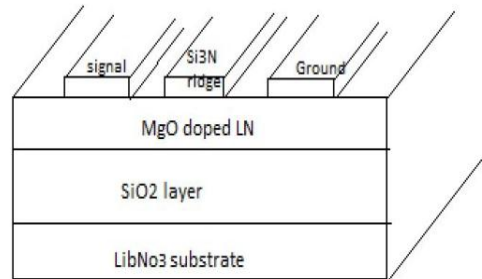 signal
Si3N
ridge
Ground
MgO doped LN
SiO2 layer
LibNo3 substrate